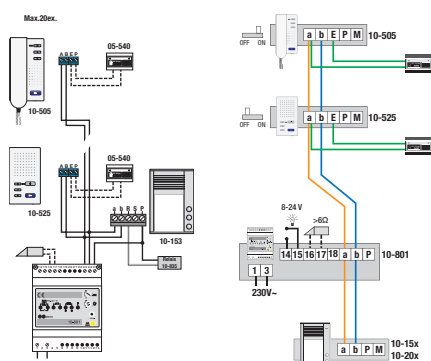 Max.20ex.
05-540
A B E P
10-505
05-540
A B E P
10-525
a b R S P
10-153
Relais
10-835
OFF ON
a b E P M
10-505
OFF ON
a b E P M
10-525
8-24 V
>6Ω
14 15 16 17 18 a b P
10-801
1 3
230V~
a b P M
10-15x
10-20x